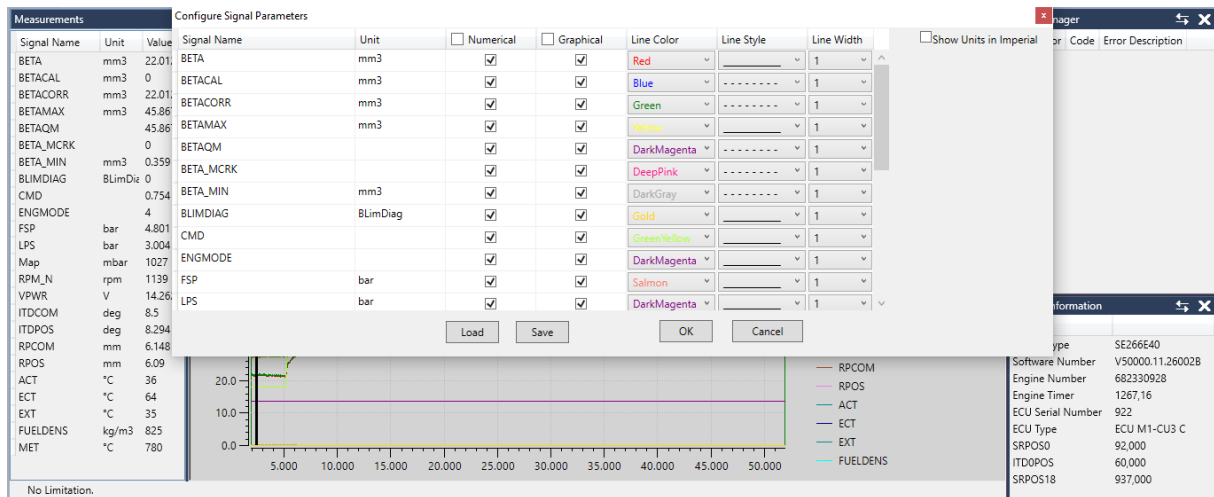 Measurements
Signal Name Unit Value
BETA mm3 22.01
BETACAL mm3 0
BETACORR mm3 22.01
BETAMAX mm3 45.86
BETAQM 45.86
BETA_MCRK 0
BETA_MIN mm3 0.359
BLIMDIAG BLimDia 0
CMD 0.754
ENGMODE 4
FSP bar 4.801
LPS bar 3.004
Map mbar 1027
RPM_N rpm 1139
VPWR V 14.26
ITDCOM deg 8.5
ITDPOS deg 8.294
RPCOM mm 6.148
RPOS mm 6.09
ACT °C 36
ECT °C 64
EXT °C 35
FUELDENS kg/m3 825
MET °C 780
No Limitation.
Configure Signal Parameters
x
Signal Name Unit Numerical Graphical Line Color Line Style Line Width
Show Units in Imperial
BETA mm3 Red 1
BETACAL mm3 Blue 1
BETACORR mm3 Green 1
BETAMAX mm3 Yellow 1
BETAQM DarkMagenta 1
BETA_MCRK DeepPink 1
BETA_MIN mm3 DarkGray 1
BLIMDIAG BLimDiag Gold 1
CMD GreenYellow 1
ENGMODE DarkMagenta 1
FSP bar Salmon 1
LPS bar DarkMagenta 1
Load Save OK Cancel
20.0
10.0
0.0
5.000 10.000 15.000 20.000 25.000 30.000 35.000 40.000 45.000 50.000
RPCOM
RPOS
ACT
ECT
EXT
FUELDENS
nager
or Code Error Description
formation
ype SE266E40
Software Number V50000.11.26002B
Engine Number 682330928
Engine Timer 1267,16
ECU Serial Number 922
ECU Type ECU M1-CU3 C
SRPOS0 92,000
ITD0POS 60,000
SRPOS18 937,000